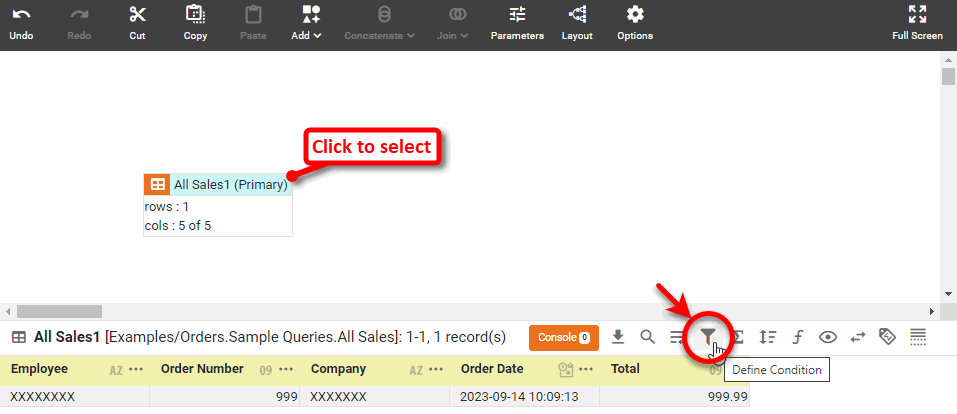 Undo Redo Cut Copy Paste Add Concatenate Join Parameters Layout Options Full Screen
Click to select
All Sales1 (Primary)
rows : 1
cols : 5 of 5
All Sales1 [Examples/Orders.Sample Queries.All Sales]: 1-1, 1 record(s) Console 0
Define Condition
Employee AZ Order Number 09 Company AZ Order Date Total 09
XXXXXXXX 999 XXXXXXX 2023-09-14 10:09:13 999.99